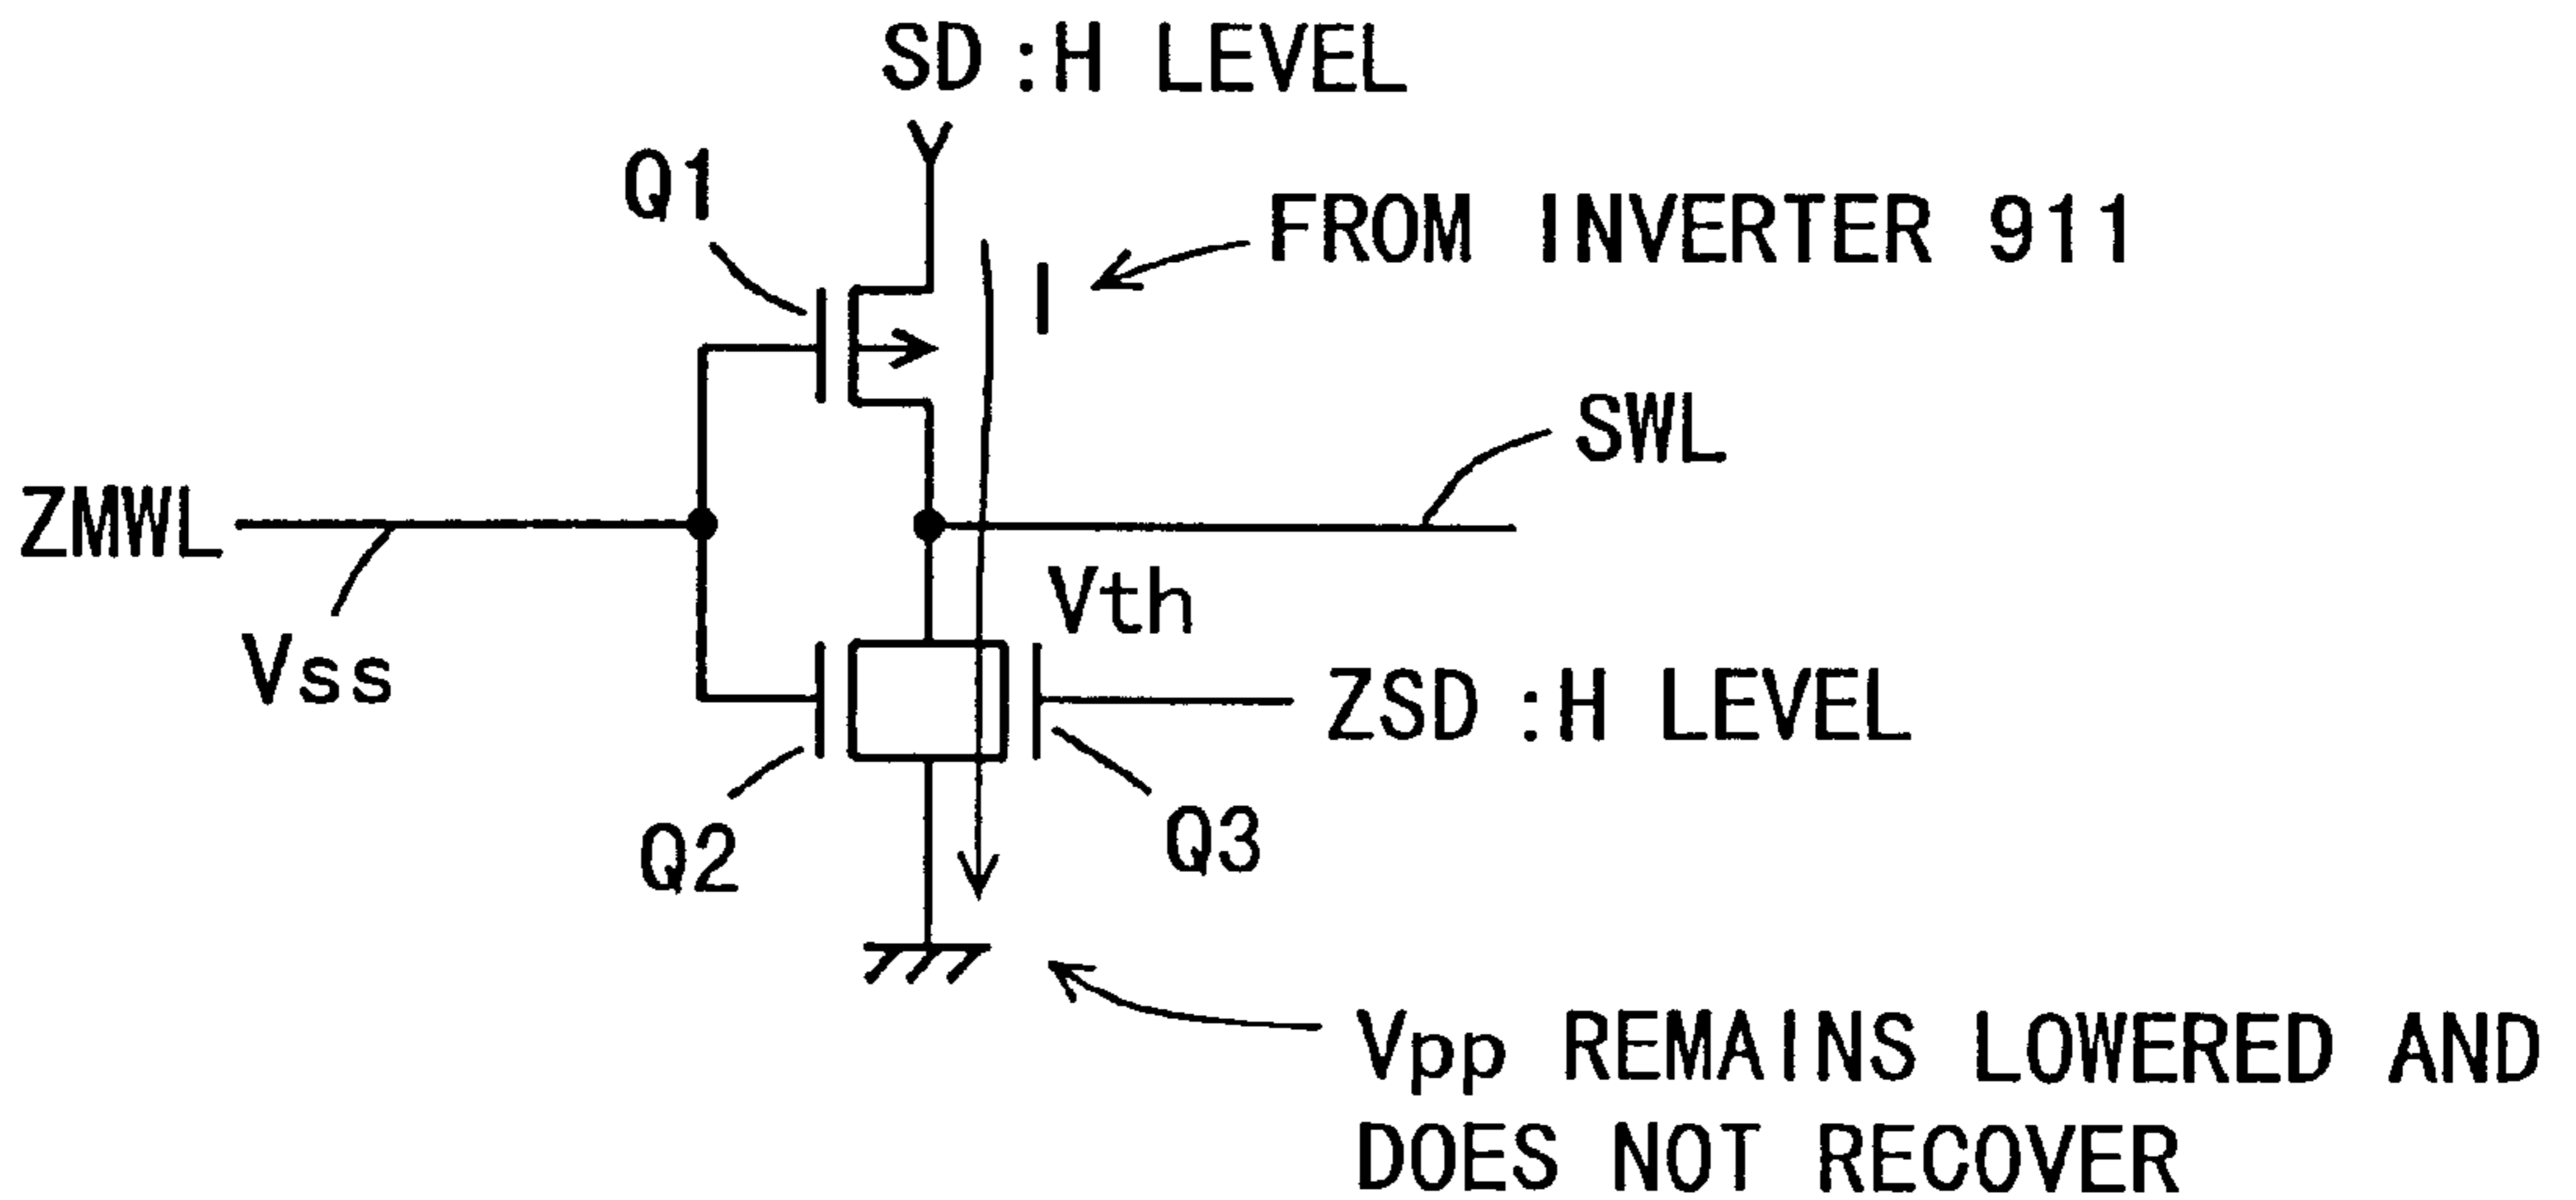 SD :H LEVEL
Q1
FROM INVERTER 911
I
SWL
ZMWL
Vth
Vss
ZSD :H LEVEL
Q2
Q3
Vpp REMAINS LOWERED AND
DOES NOT RECOVER